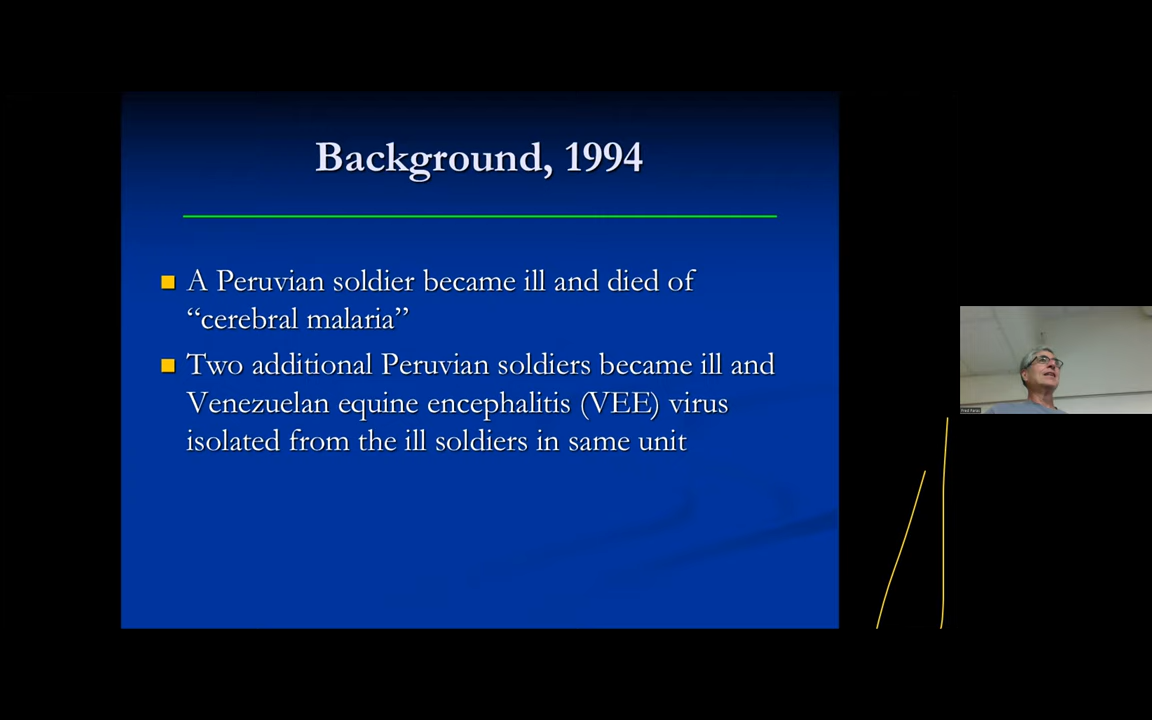 Background, 1994
A Peruvian soldier became ill and died of
“cerebral malaria”
Two additional Peruvian soldiers became ill and
Venezuelan equine encephalitis (VEE) virus
isolated from the ill soldiers in same unit